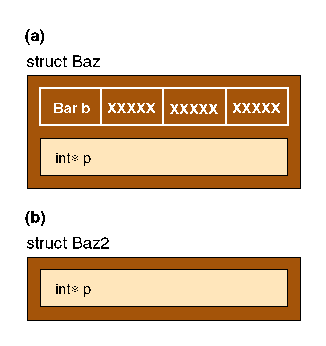 (a)
struct Baz
Bar b XXXXX XXXXX XXXXX
int* p
(b)
struct Baz2
int* p